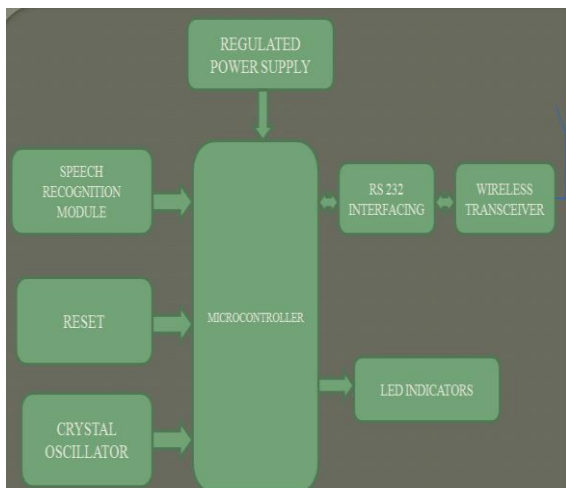 REGULATED
POWER SUPPLY
SPEECH
RECOGNITION
MODULE
RS 232
INTERFACING
WIRELESS
TRANSCEIVER
RESET
MICROCONTROLLER
LED INDICATORS
CRYSTAL
OSCILLATOR